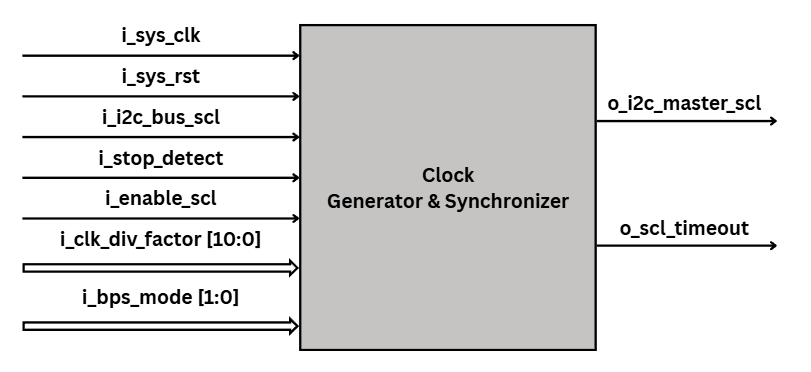 i_sys_clk
i_sys_rst
i_i2c_bus_scl
i_stop_detect
i_enable_scl
i_clk_div_factor [10:0]
i_bps_mode [1:0]
Clock
Generator & Synchronizer
o_i2c_master_scl
o_scl_timeout